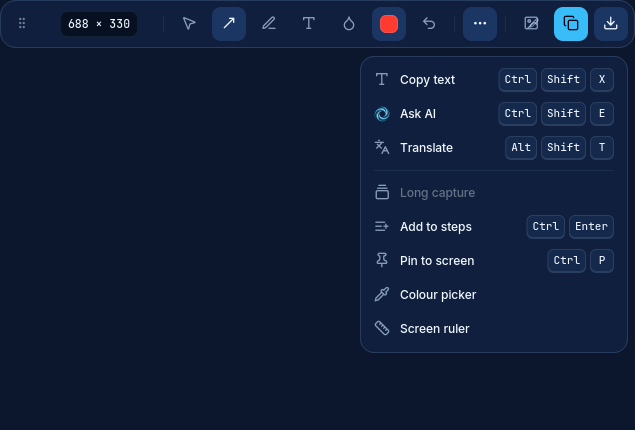 688 × 330
T
Copy text Ctrl Shift X
Ask AI Ctrl Shift E
Translate Alt Shift T
Long capture
Add to steps Ctrl Enter
Pin to screen Ctrl P
Colour picker
Screen ruler